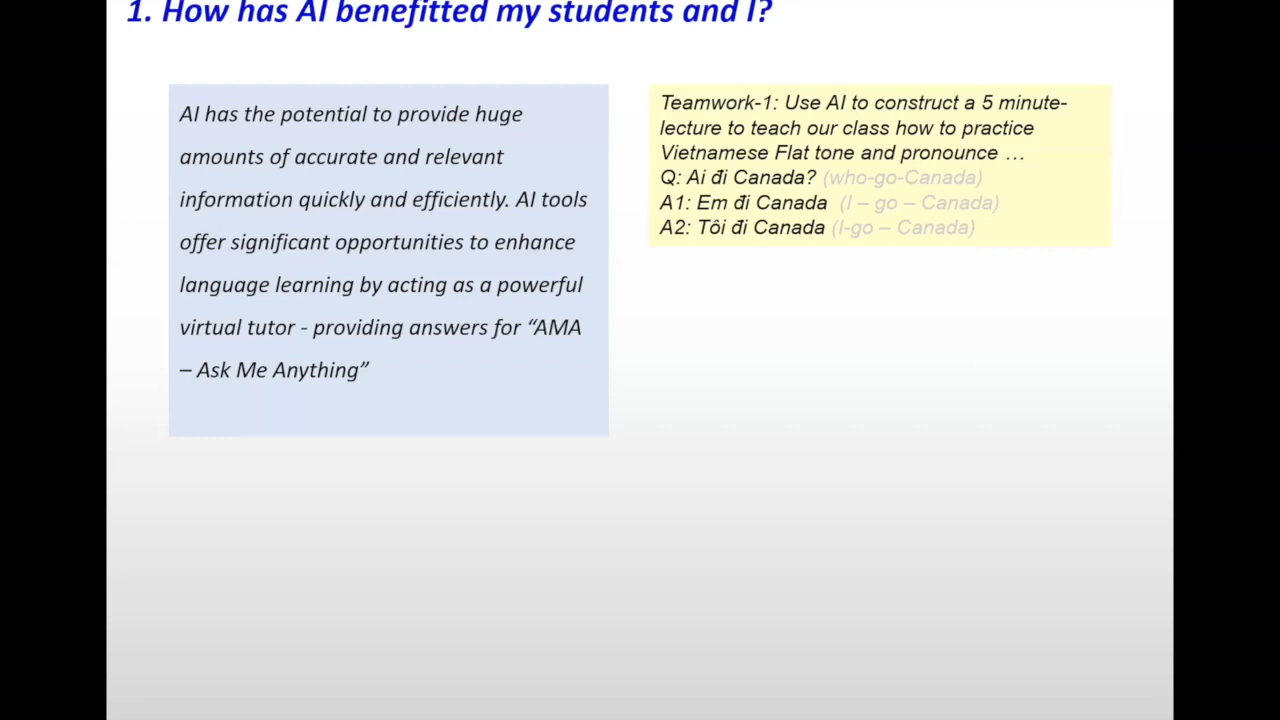 1. How has AI benefitted my students and I?
AI has the potential to provide huge
amounts of accurate and relevant
information quickly and efficiently. AI tools
offer significant opportunities to enhance
language learning by acting as a powerful
virtual tutor - providing answers for “AMA
– Ask Me Anything”
Teamwork-1: Use AI to construct a 5 minute-
lecture to teach our class how to practice
Vietnamese Flat tone and pronounce …
Q: Ai đi Canada? (who-go-Canada)
A1: Em đi Canada (I – go – Canada)
A2: Tôi đi Canada (I-go – Canada)